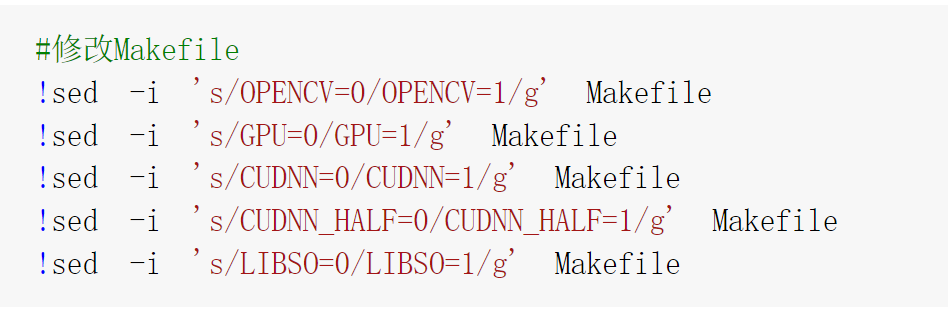 #修改Makefile
!sed -i 's/OPENCV=0/OPENCV=1/g' Makefile
!sed -i 's/GPU=0/GPU=1/g' Makefile
!sed -i 's/CUDNN=0/CUDNN=1/g' Makefile
!sed -i 's/CUDNN_HALF=0/CUDNN_HALF=1/g' Makefile
!sed -i 's/LIBSO=0/LIBSO=1/g' Makefile